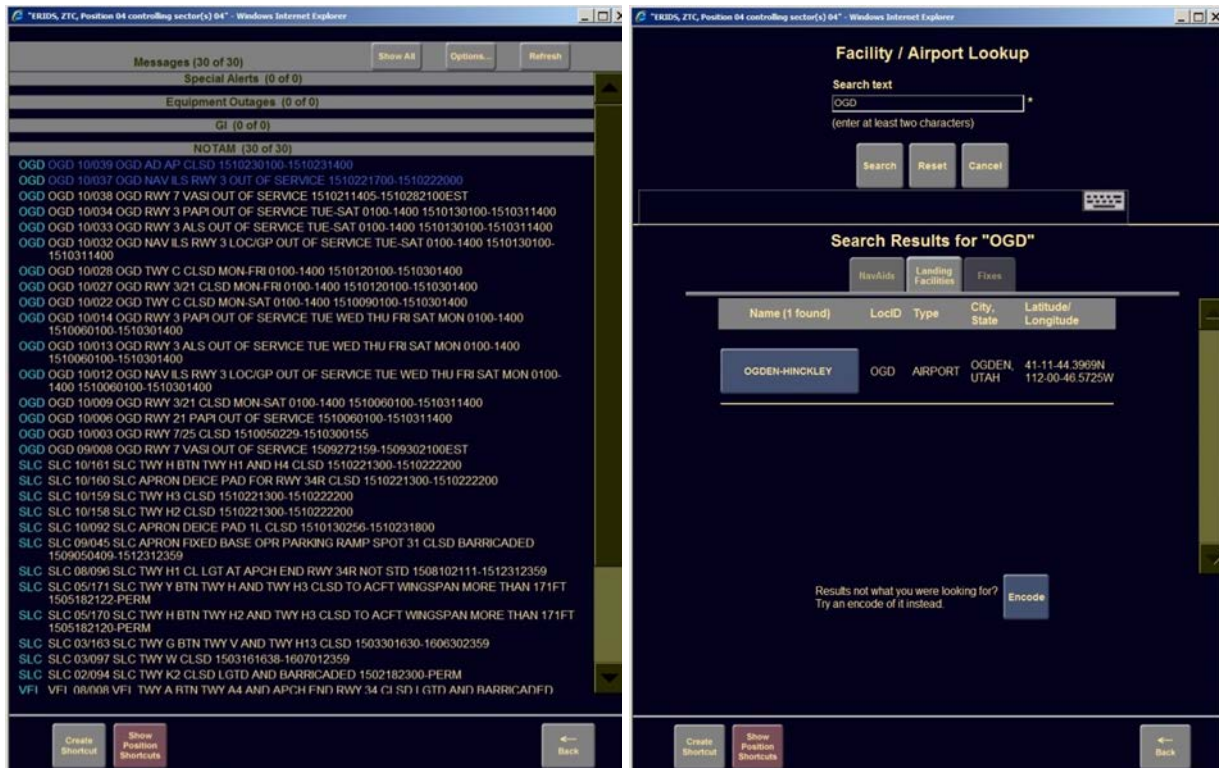 "ERIDS, ZTC, Position 04 controlling sector(s) 04" - Windows Internet Explorer
Messages (30 of 30)
Show All
Options...
Refresh
Special Alerts (0 of 0)
Equipment Outages (0 of 0)
GI (0 of 0)
NOTAM (30 of 30)
OGD OGD 10/039 OGD AD AP CLSD 1510230100-1510231400
OGD OGD 10/037 OGD NAV ILS RWY 3 OUT OF SERVICE 1510221700-1510222000
OGD OGD 10/038 OGD RWY 7 VASI OUT OF SERVICE 1510211405-1510282100EST
OGD OGD 10/034 OGD RWY 3 PAPI OUT OF SERVICE TUE-SAT 0100-1400 1510130100-1510311400
OGD OGD 10/033 OGD RWY 3 ALS OUT OF SERVICE TUE-SAT 0100-1400 1510130100-1510311400
OGD OGD 10/032 OGD NAV ILS RWY 3 LOC/GP OUT OF SERVICE TUE-SAT 0100-1400 1510130100-
1510311400
OGD OGD 10/028 OGD TWY C CLSD MON-FRI 0100-1400 1510120100-1510301400
OGD OGD 10/027 OGD RWY 3/21 CLSD MON-FRI 0100-1400 1510120100-1510301400
OGD OGD 10/022 OGD TWY C CLSD MON-SAT 0100-1400 1510090100-1510301400
OGD OGD 10/014 OGD RWY 3 PAPI OUT OF SERVICE TUE WED THU FRI SAT MON 0100-1400
1510060100-1510301400
OGD OGD 10/013 OGD RWY 3 ALS OUT OF SERVICE TUE WED THU FRI SAT MON 0100-1400
1510060100-1510301400
OGD OGD 10/012 OGD NAV ILS RWY 3 LOC/GP OUT OF SERVICE TUE WED THU FRI SAT MON 0100-
1400 1510060100-1510301400
OGD OGD 10/009 OGD RWY 3/21 CLSD MON-SAT 0100-1400 1510060100-1510311400
OGD OGD 10/006 OGD RWY 21 PAPI OUT OF SERVICE 1510060100-1510311400
OGD OGD 10/003 OGD RWY 7/25 CLSD 1510050229-1510300155
OGD OGD 09/008 OGD RWY 7 VASI OUT OF SERVICE 1509272159-1509302100EST
SLC SLC 10/161 SLC TWY H BTN TWY H1 AND H4 CLSD 1510221300-1510222200
SLC SLC 10/160 SLC APRON DEICE PAD FOR RWY 34R CLSD 1510221300-1510222200
SLC SLC 10/159 SLC TWY H3 CLSD 1510221300-1510222200
SLC SLC 10/158 SLC TWY H2 CLSD 1510221300-1510222200
SLC SLC 10/092 SLC APRON DEICE PAD 1L CLSD 1510130256-1510231800
SLC SLC 09/045 SLC APRON FIXED BASE OPR PARKING RAMP SPOT 31 CLSD BARRICADED
1509050409-1512312359
SLC SLC 08/096 SLC TWY H1 CL LGT AT APCH END RWY 34R NOT STD 1508102111-1512312359
SLC SLC 05/171 SLC TWY Y BTN TWY H AND TWY H3 CLSD TO ACFT WINGSPAN MORE THAN 171FT
1505182122-PERM
SLC SLC 05/170 SLC TWY H BTN TWY H2 AND TWY H3 CLSD TO ACFT WINGSPAN MORE THAN 171FT
1505182120-PERM
SLC SLC 03/163 SLC TWY G BTN TWY V AND TWY H13 CLSD 1503301630-1606302359
SLC SLC 03/097 SLC TWY W CLSD 1503161638-1607012359
SLC SLC 02/094 SLC TWY K2 CLSD LGTD AND BARRICADED 1502182300-PERM
VEL VEL 08/008 VEL TWY A BTN TWY A4 AND APCH END RWY 34 CLSD LGTD AND BARRICADED
Create
Shortcut
Show
Position
Shortcuts
Back
"ERIDS, ZTC, Position 04 controlling sector(s) 04" - Windows Internet Explorer
Facility / Airport Lookup
Search text
OGD *
(enter at least two characters)
Search
Reset
Cancel
Search Results for "OGD"
NavAids
Landing
Facilities
Fixes
Name (1 found) LocID Type City,
State Latitude/
Longitude
OGDEN-HINCKLEY OGD AIRPORT OGDEN,
UTAH 41-11-44.3969N
112-00-46.5725W
Results not what you were looking for?
Try an encode of it instead.
Encode
Create
Shortcut
Show
Position
Shortcuts
Back